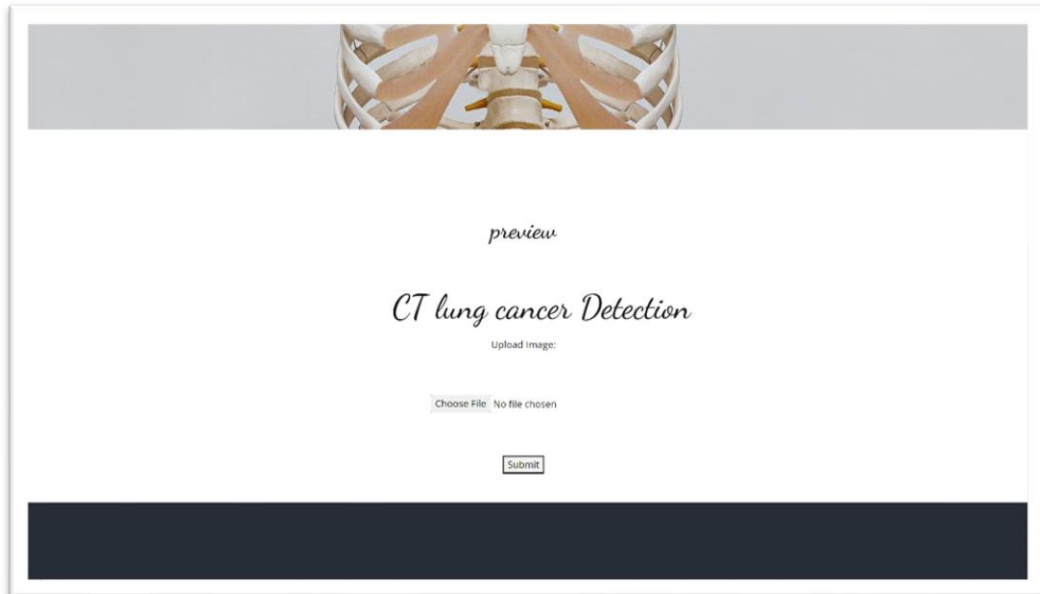 preview
CT lung cancer Detection
Upload Image:
Choose File No file chosen
Submit